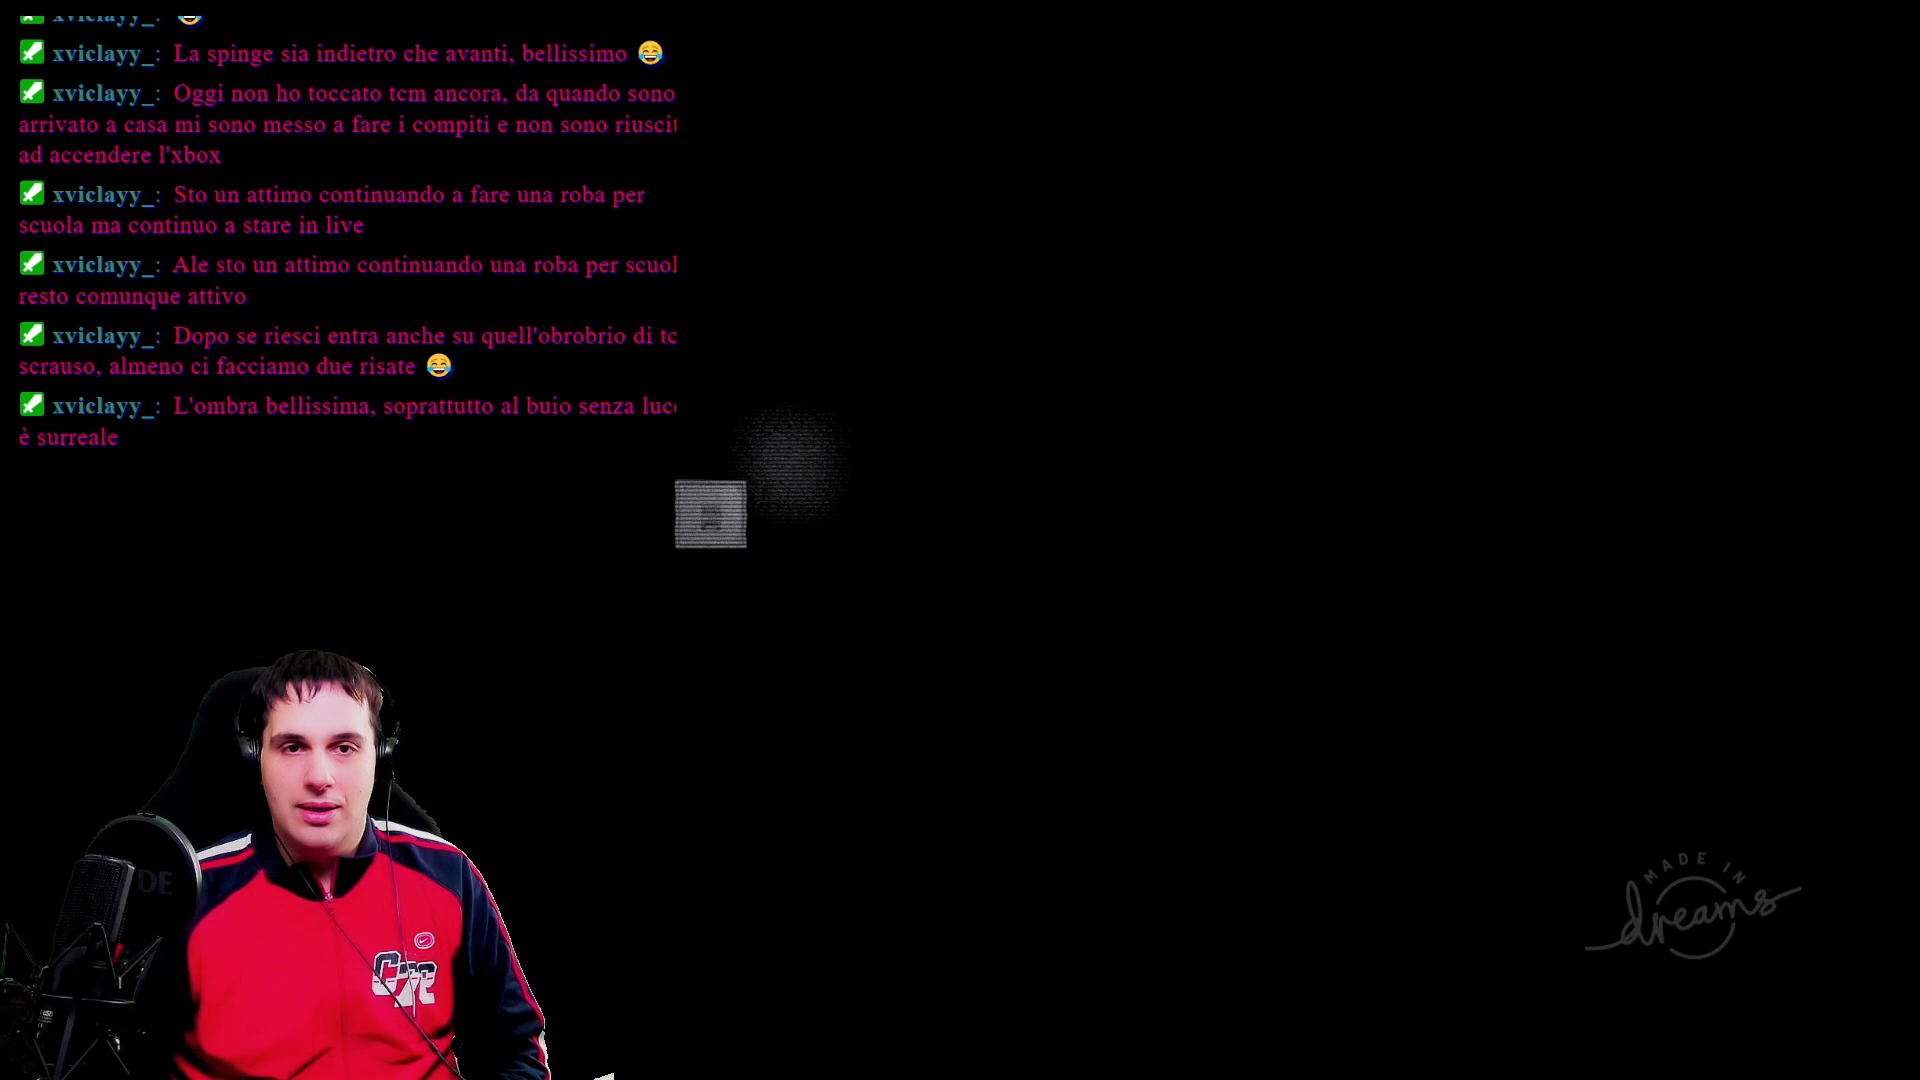 xviclayy_: 😂
xviclayy_: La spinge sia indietro che avanti, bellissimo 😂
xviclayy_: Oggi non ho toccato tcm ancora, da quando sono
arrivato a casa mi sono messo a fare i compiti e non sono
ad accendere l'xbox
xviclayy_: Sto un attimo continuando a fare una roba per
scuola ma continuo a stare in live
xviclayy_: Ale sto un attimo continuando una roba per
resto comunque attivo
xviclayy_: Dopo se riesci entra anche su quell'obrobrio di
scrauso, almeno ci facciamo due risate 😂
xviclayy_: L'ombra bellissima, soprattutto al buio senza
è surreale
DE
MADE IN
dreams